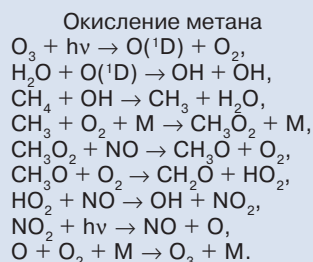 Окисление метана
O₃ + hν → O(¹D) + O₂,
H₂O + O(¹D) → OH + OH,
CH₄ + OH → CH₃ + H₂O,
CH₃ + O₂ + M → CH₃O₂ + M,
CH₃O₂ + NO → CH₃O + O₂,
CH₃O + O₂ → CH₂O + HO₂,
HO₂ + NO → OH + NO₂,
NO₂ + hν → NO + O,
O + O₂ + M → O₃ + M.